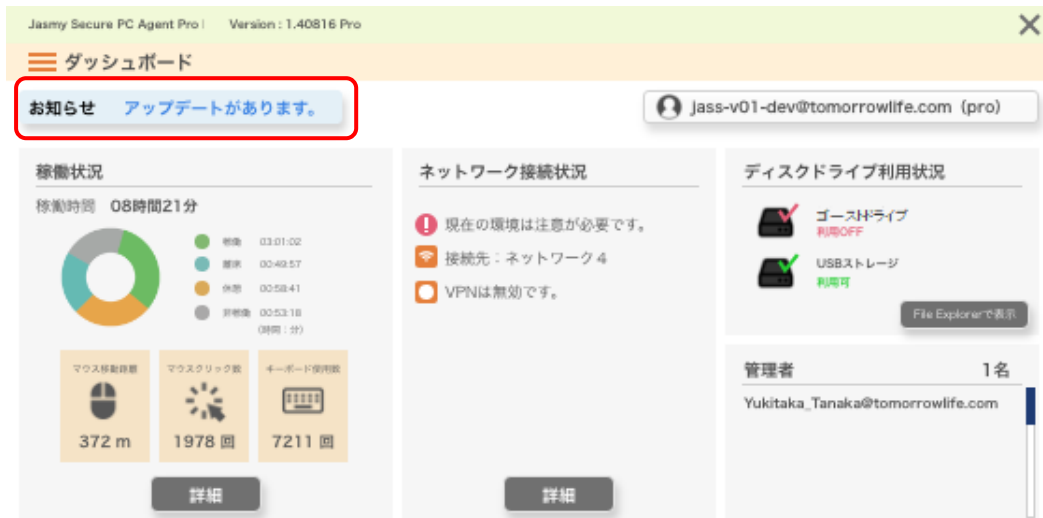 Jasmy Secure PC Agent Pro | Version : 1.40816 Pro
ダッシュボード
お知らせ アップデートがあります。
jass-v01-dev@tomorrowlife.com (pro)
稼働状況
稼働時間 08時間21分
稼働 03:01:02
離席 00:49:57
休憩 00:58:41
非稼働 00:53:18
(時間:分)
マウス移動距離 マウスクリック数 キーボード使用数
372 m 1978 回 7211 回
詳細
ネットワーク接続状況
現在の環境は注意が必要です。
接続先:ネットワーク4
VPNは無効です。
詳細
ディスクドライブ利用状況
ゴーストドライブ
利用OFF
USBストレージ
利用可
File Explorerで表示
管理者 1名
Yukitaka_Tanaka@tomorrowlife.com